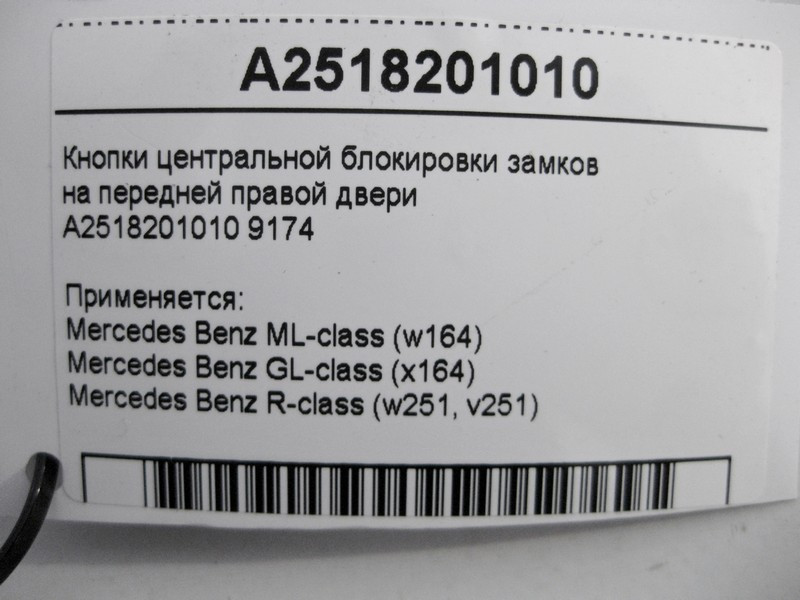 A2518201010
Кнопки центральной блокировки замков
на передней правой двери
A2518201010 9174
Применяется:
Mercedes Benz ML-class (w164)
Mercedes Benz GL-class (x164)
Mercedes Benz R-class (w251, v251)